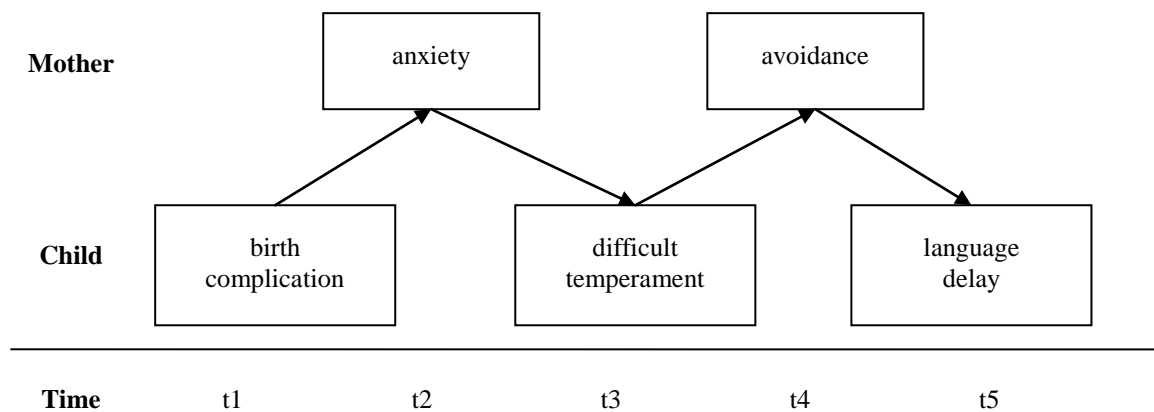 Mother
anxiety
avoidance
Child
birth
complication
difficult
temperament
language
delay
Time t1 t2 t3 t4 t5